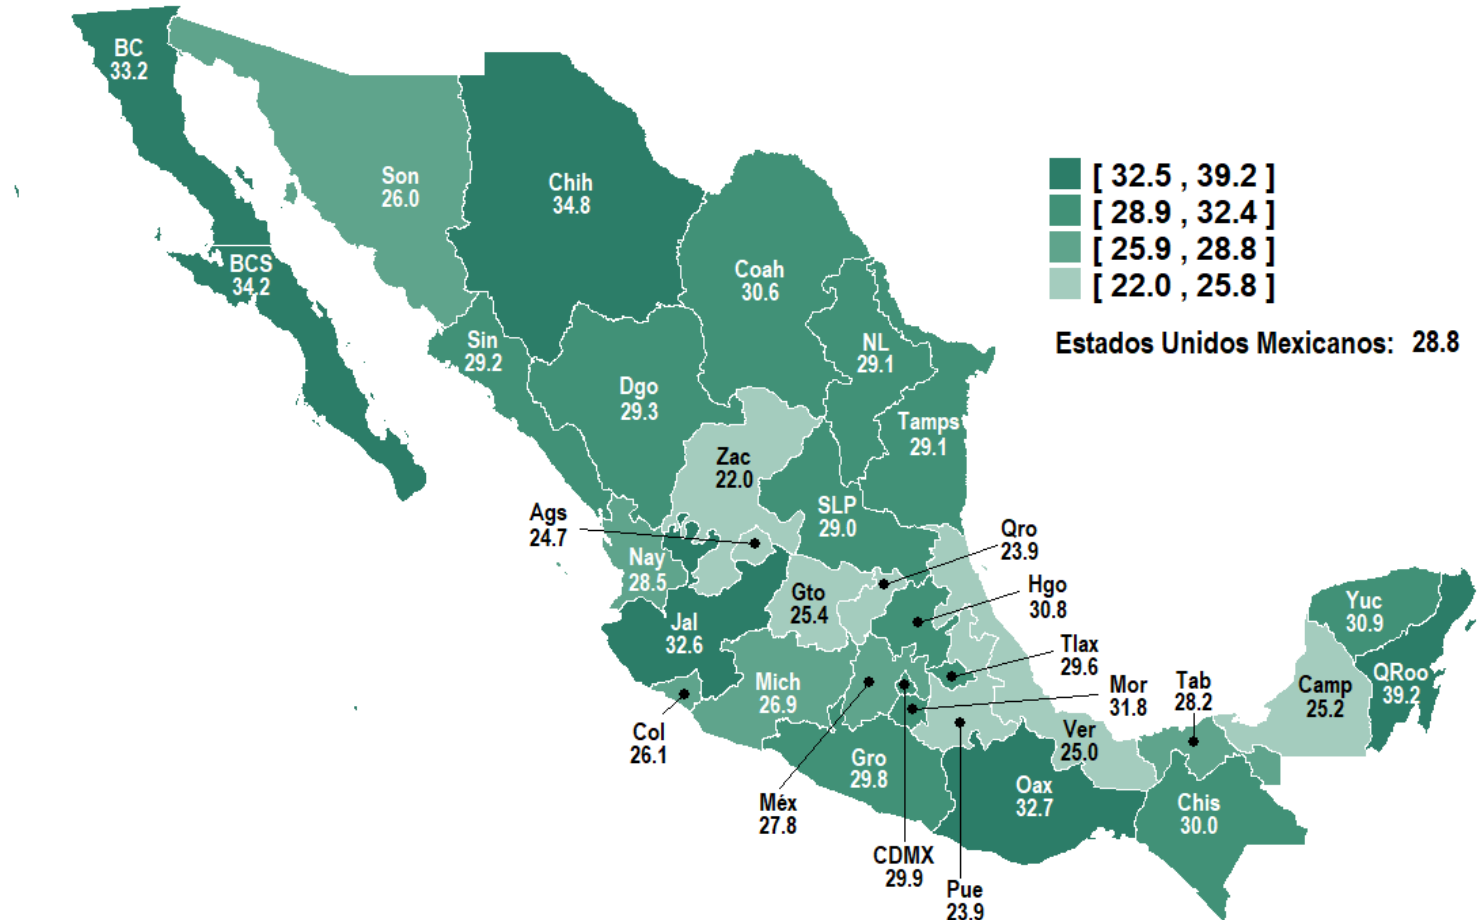 BC
33.2
Son
26.0
Chih
34.8
BCS
34.2
Coah
30.6
Sin
29.2
NL
29.1
Dgo
29.3
Tamps
29.1
Zac
22.0
SLP
29.0
Ags
24.7
Qro
23.9
Nay
28.5
Gto
25.4
Hgo
30.8
Jal
32.6
Tlax
29.6
Mich
26.9
Mor
31.8
Tab
28.2
Col
26.1
Ver
25.0
Camp
25.2
Yuc
30.9
QRoo
39.2
Gro
29.8
Méx
27.8
Oax
32.7
Chis
30.0
CDMX
29.9
Pue
23.9
[ 32.5 , 39.2 ]
[ 28.9 , 32.4 ]
[ 25.9 , 28.8 ]
[ 22.0 , 25.8 ]
Estados Unidos Mexicanos: 28.8